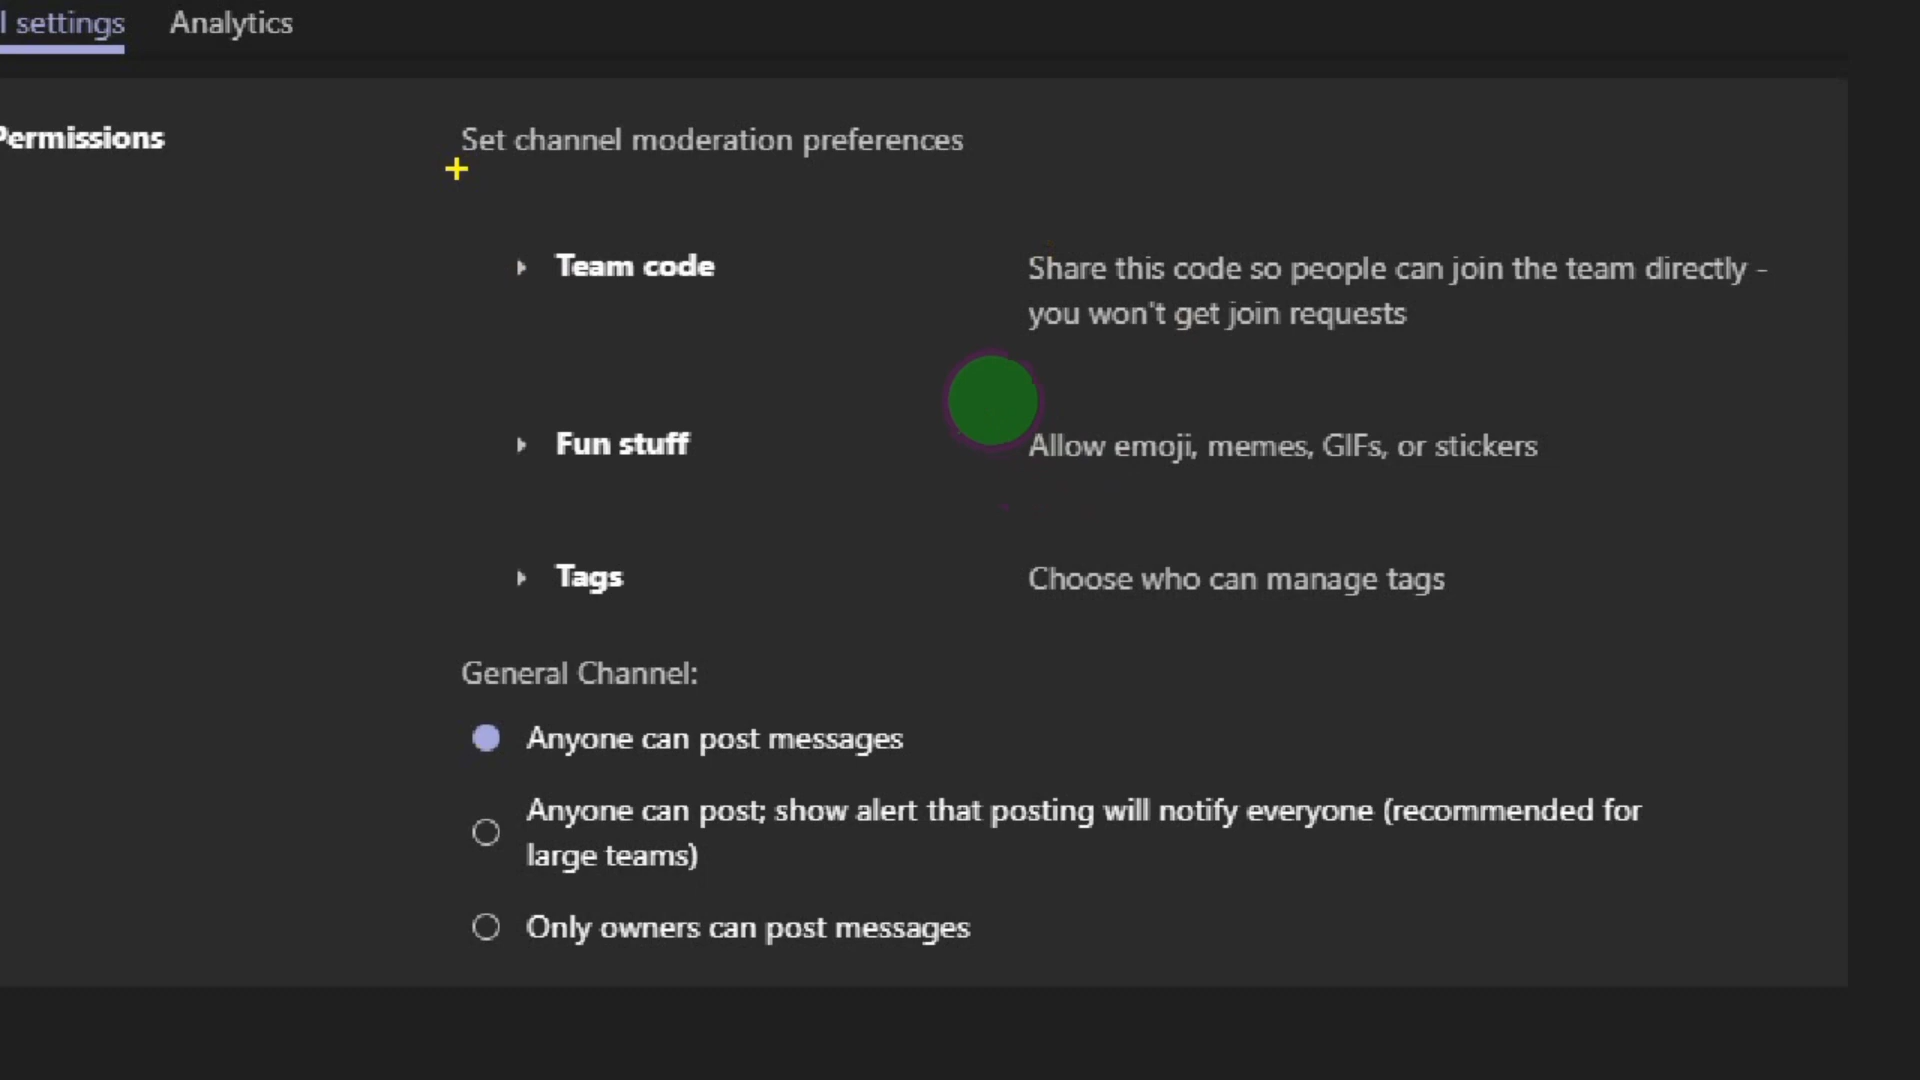 l settings Analytics
Permissions Set channel moderation preferences
Team code Share this code so people can join the team directly -
you won't get join requests
Fun stuff Allow emoji, memes, GIFs, or stickers
Tags Choose who can manage tags
General Channel:
Anyone can post messages
Anyone can post; show alert that posting will notify everyone (recommended for
large teams)
Only owners can post messages